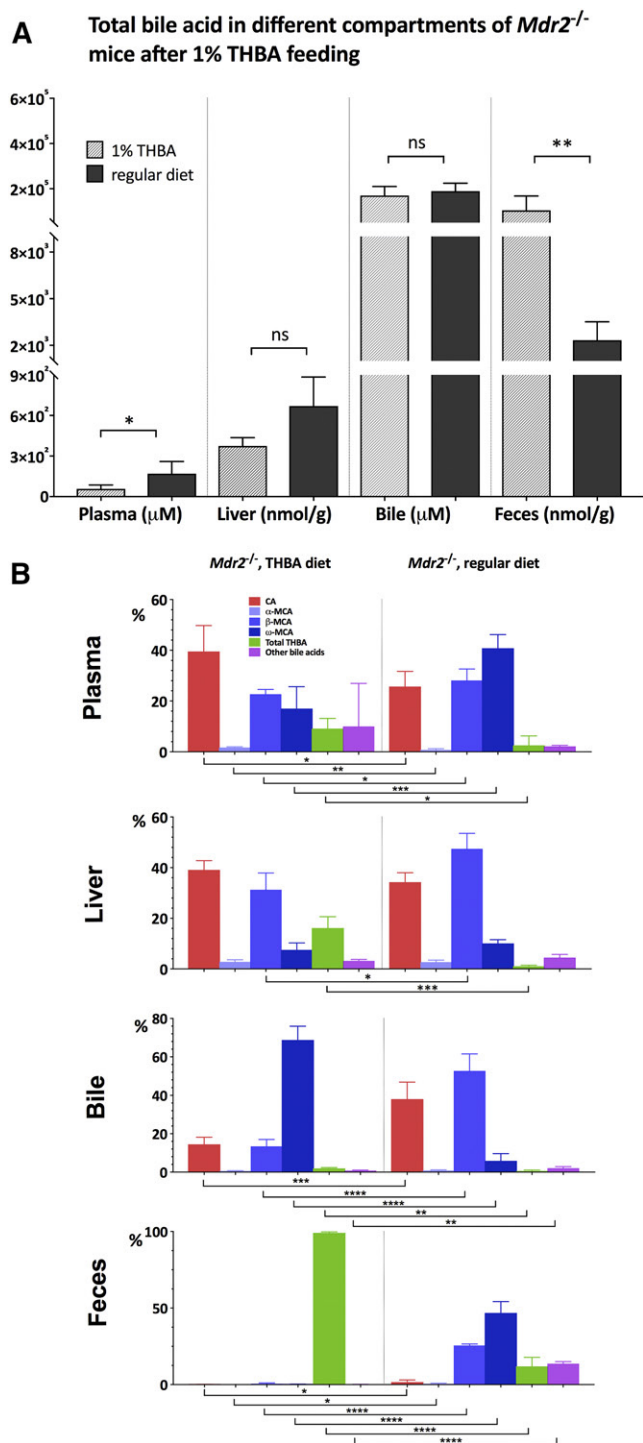 A
Total bile acid in different compartments of Mdr2-/-
mice after 1% THBA feeding
6×10⁵
2×10⁵
8×10³
2×10³
9×10²
6×10²
3×10²
0
1% THBA
regular diet
*
ns
ns
**
Plasma (μM) Liver (nmol/g) Bile (μM) Feces (nmol/g)
B
Mdr2-/-, THBA diet Mdr2-/-, regular diet
Plasma
%
60
40
20
0
CA
α-MCA
β-MCA
ω-MCA
Total THBA
Other bile acids
*
**
*
***
*
Liver
%
60
40
20
0
*
***
Bile
%
80
60
40
20
0
***
****
****
**
**
Feces
%
100
50
0
*
*
****
****
****
****